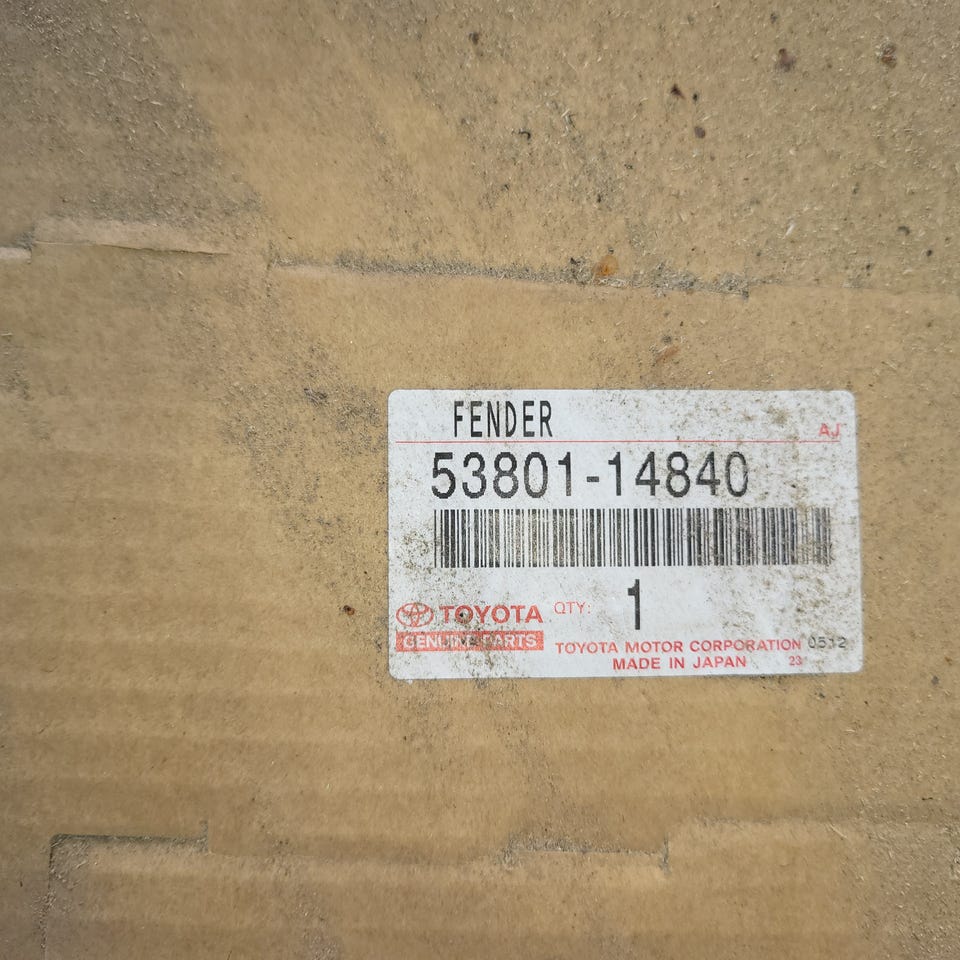 FENDER
AJ
53801-14840
TOYOTA
GENUINE PARTS
QTY: 1
TOYOTA MOTOR CORPORATION 0512
MADE IN JAPAN 23